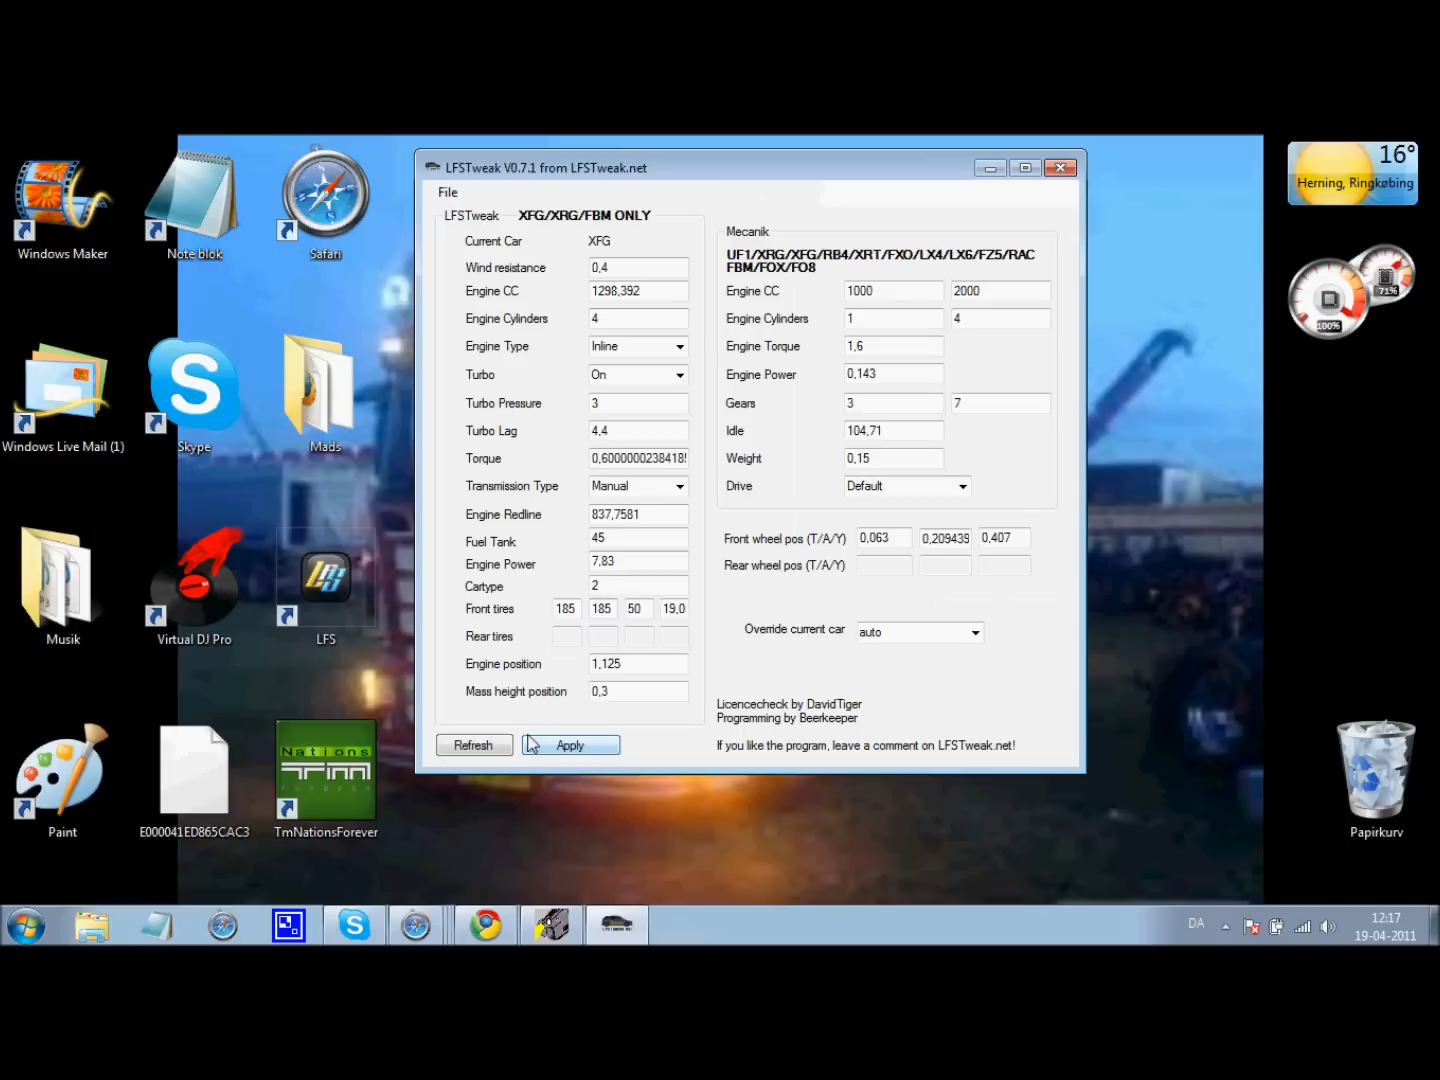 LFSTweak V0.7.1 from LFSTweak.net
File
LFSTweak XFG/XRG/FBM ONLY
Current Car XFG
Wind resistance 0,4
Engine CC 1298,392
Engine Cylinders 4
Engine Type Inline
Turbo On
Turbo Pressure 3
Turbo Lag 4,4
Torque 0,6000000238418
Transmission Type Manual
Engine Redline 837,7581
Fuel Tank 45
Engine Power 7,83
Cartype 2
Front tires 185 185 50 19,0
Rear tires
Engine position 1,125
Mass height position 0,3
Refresh Apply
Mecanik
UF1/XRG/XFG/RB4/XRT/FXO/LX4/LX6/FZ5/RAC
FBM/FOX/FO8
Engine CC 1000 2000
Engine Cylinders 1 4
Engine Torque 1,6
Engine Power 0,143
Gears 3 7
Idle 104,71
Weight 0,15
Drive Default
Front wheel pos (T/A/Y) 0,063 0,209439 0,407
Rear wheel pos (T/A/Y)
Override current car auto
Licencecheck by DavidTiger
Programming by Beerkeeper
If you like the program, leave a comment on LFSTweak.net!
Windows Maker
Note blok
Safari
Windows Live Mail (1)
Skype
Mads
Musik
Virtual DJ Pro
LFS
Nations
Paint
E000041ED865CAC3
TmNationsForever
16°
Herning, Ringkøbing
71%
100%
Papirkurv
DA
12:17
19-04-2011